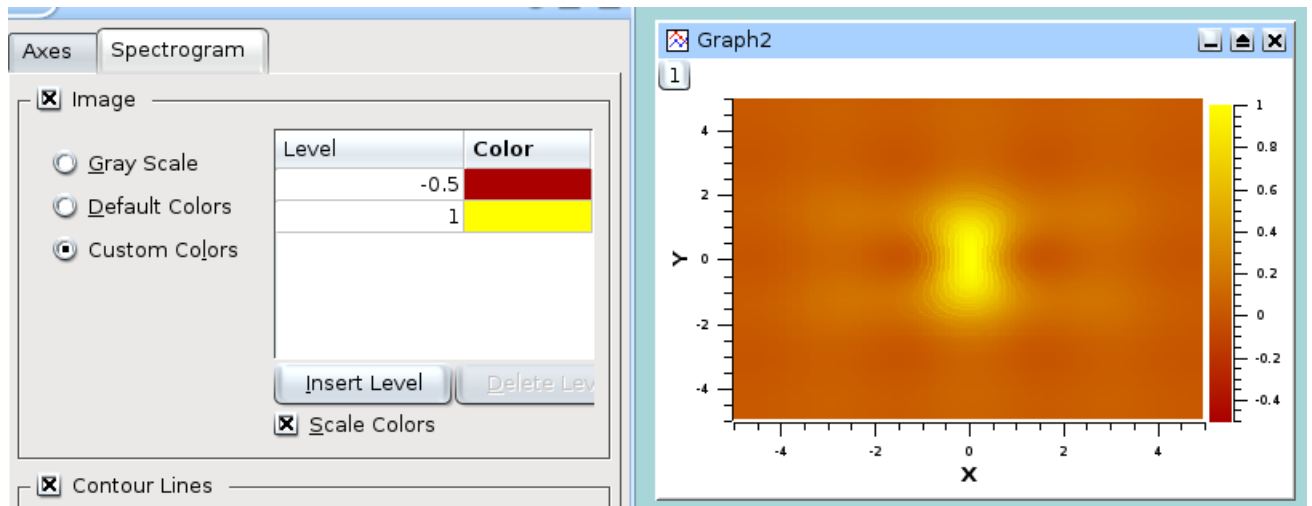 Axes Spectrogram
Image
Gray Scale
Default Colors
Custom Colors
Level Color
-0.5
1
Insert Level Delete Lev
Scale Colors
Contour Lines
Graph2
1
4
2
0
-2
-4
Y
-4 -2 0 2 4
X
1
0.8
0.6
0.4
0.2
0
-0.2
-0.4